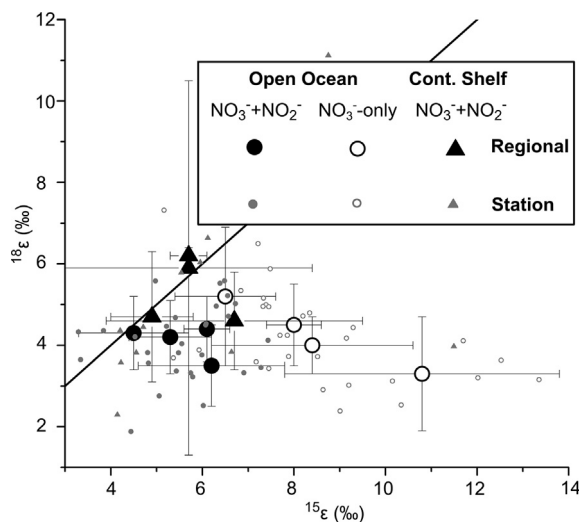 12
10
8
6
4
2
¹⁸ε (‰)
Open Ocean Cont. Shelf
NO₃⁻+NO₂⁻ NO₃⁻-only NO₃⁻+NO₂⁻
Regional
Station
4 6 8 10 12 14
¹⁵ε (‰)